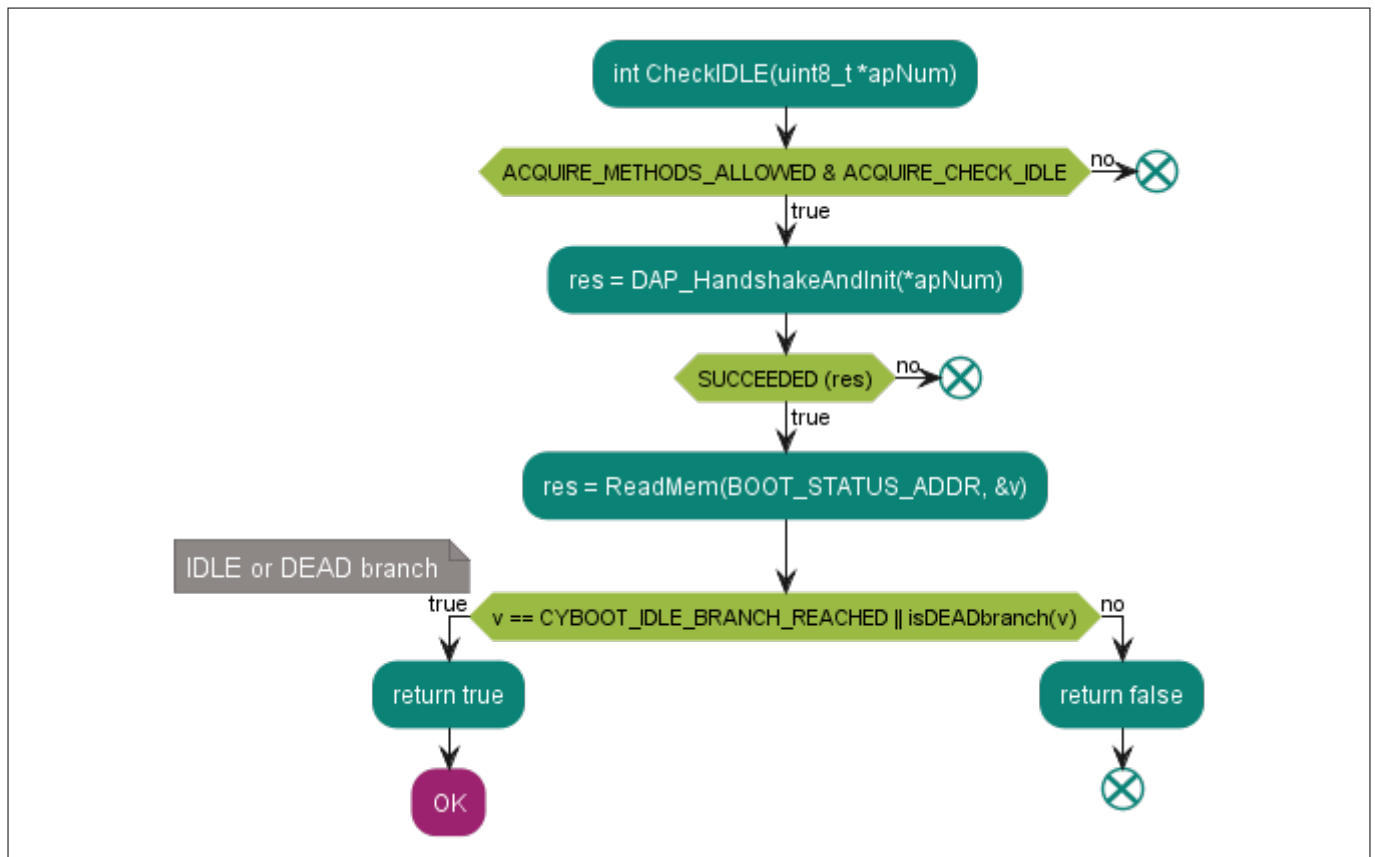 int CheckIDLE(uint8_t *apNum)
ACQUIRE_METHODS_ALLOWED & ACQUIRE_CHECK_IDLE
no
true
res = DAP_HandshakeAndInit(*apNum)
SUCCEEDED (res)
no
true
res = ReadMem(BOOT_STATUS_ADDR, &v)
IDLE or DEAD branch
true
v == CYBOOT_IDLE_BRANCH_REACHED || isDEADbranch(v)
no
return true
return false
OK